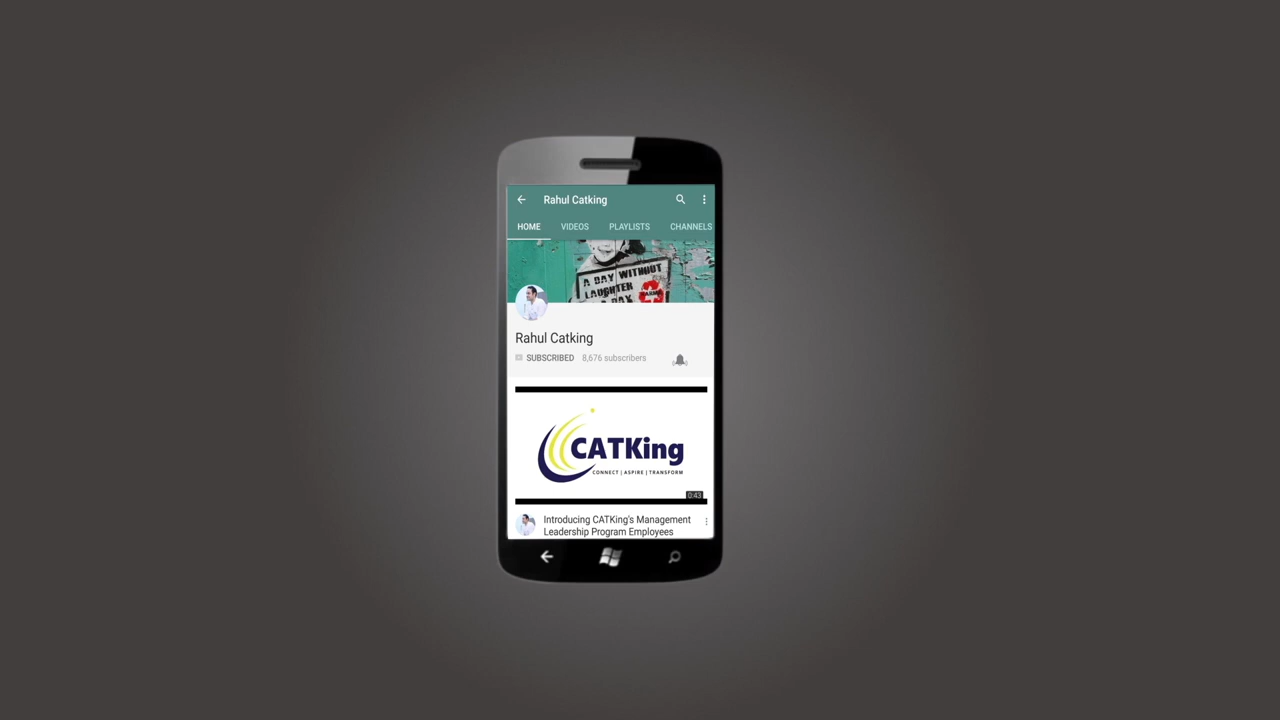 Rahul Catking
HOME VIDEOS PLAYLISTS CHANNELS
A DAY WITHOUT
LAUGHTER
A DAY
Rahul Catking
SUBSCRIBED 8,676 subscribers
CATKing
CONNECT | ASPIRE | TRANSFORM
0:43
Introducing CATKing's Management
Leadership Program Employees